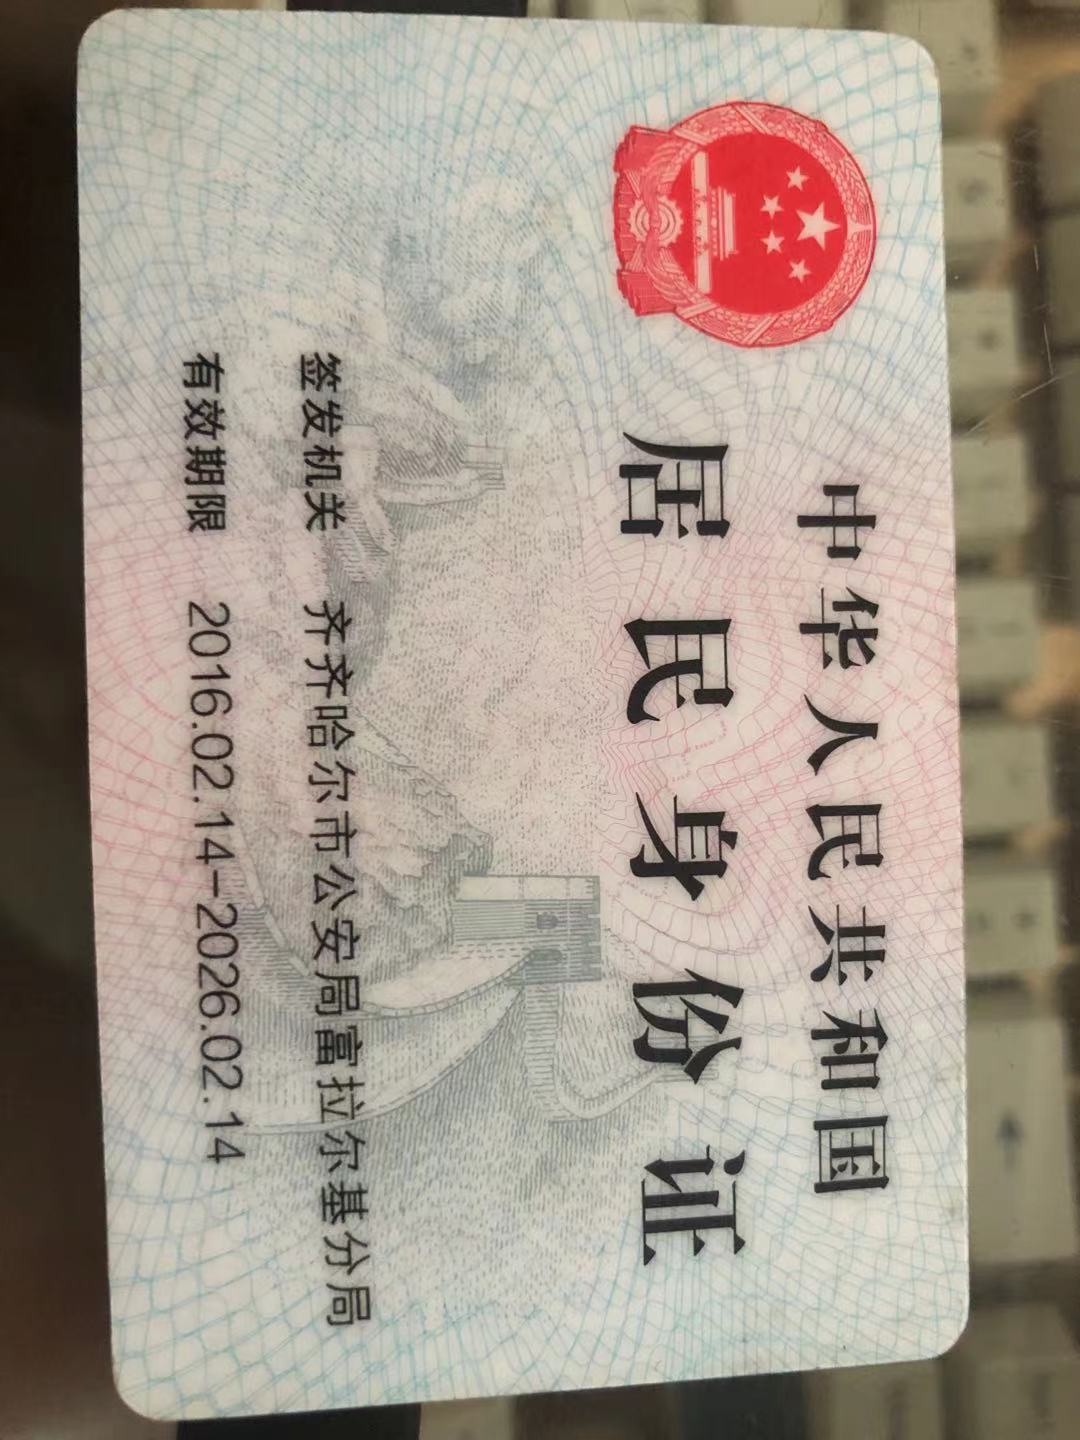 中华人民共和国
居民身份证
签发机关 齐齐哈尔市公安局富拉尔基分局
有效期限 2016.02.14-2026.02.14